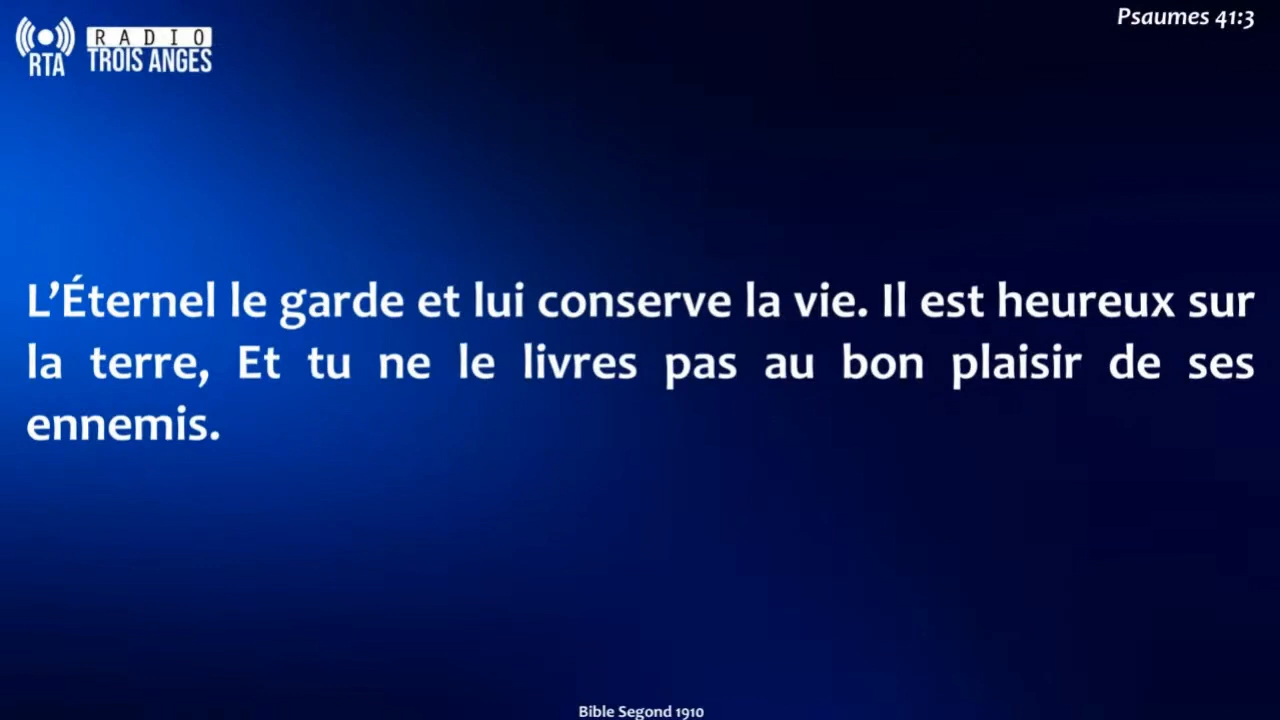 Psaumes 41:3
RADIO
RTA TROIS ANGES
L’Éternel le garde et lui conserve la vie. Il est heureux sur
la terre, Et tu ne le livres pas au bon plaisir de ses
ennemis.
Bible Segond 1910